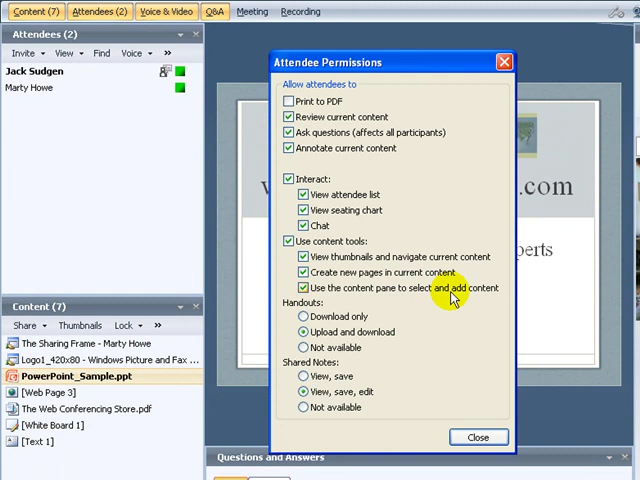 Content (7) Attendees (2) Voice & Video Q&A Meeting Recording
Attendees (2)
Invite View Find Voice »
Jack Sudgen
Marty Howe
Content (7)
Share Thumbnails Lock »
The Sharing Frame - Marty Howe
Logo1_420x80 - Windows Picture and Fax ...
PowerPoint_Sample.ppt
[Web Page 3]
The Web Conferencing Store.pdf
[White Board 1]
[Text 1]
Attendee Permissions
Allow attendees to
Print to PDF
Review current content
Ask questions (affects all participants)
Annotate current content
Interact:
View attendee list
View seating chart
Chat
Use content tools:
View thumbnails and navigate current content
Create new pages in current content
Use the content pane to select and add content
Handouts:
Download only
Upload and download
Not available
Shared Notes:
View, save
View, save, edit
Not available
Close
w
.com
perts
Questions and Answers